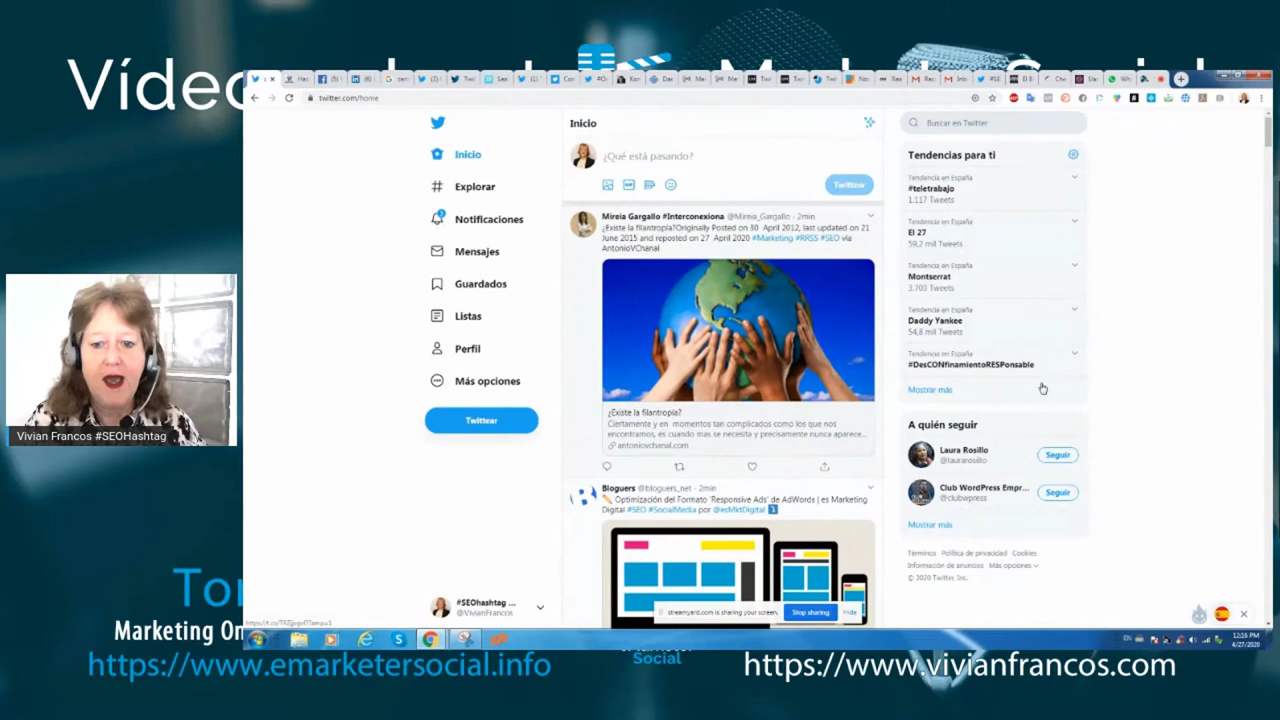 twitter.com/home
Inicio
Buscar en Twitter
Inicio
¿Qué está pasando?
Tendencias para ti
Twittear
Explorar
Notificaciones
Mensajes
Guardados
Listas
Perfil
Más opciones
Twittear
Mireia Gargallo #Interconexiona @Mireia_Gargallo · 2min
¿Existe la filantropía?Originally Posted on 30 April 2012, last updated on 21
June 2015 and reposted on 27 April 2020 #Marketing #RRSS #SEO via
AntonioVChanal
¿Existe la filantropía?
Ciertamente y en momentos tan complicados como los que nos
encontramos, es cuando mas se necesita y precisamente nunca aparece...
antoniovchanal.com
Bloguers @bloguers_net · 2min
Optimización del Formato 'Responsive Ads' de AdWords | es Marketing
Digital #SEO #SocialMedia por @esMktDigital
Tendencia en España
#teletrabajo
1.117 Tweets
Tendencia en España
El 27
59,2 mil Tweets
Tendencia en España
Montserrat
3.703 Tweets
Tendencia en España
Daddy Yankee
54,8 mil Tweets
Tendencia en España
#DesCONfinamientoRESPonsable
Mostrar más
A quién seguir
Laura Rosillo
@laurarosillo
Seguir
Club WordPress Empr...
@clubwpress
Seguir
Mostrar más
Términos Política de privacidad Cookies
Información de anuncios Más opciones
© 2020 Twitter, Inc.
#SEOhashtag ...
@VivianFrancos
streamyard.com is sharing your screen. Stop sharing Hide
EN
12:16 PM
4/27/2020
Vivian Francos #SEOHashtag
Marketing On
https://www.emarketersocial.info
Social
https://www.vivianfrancos.com